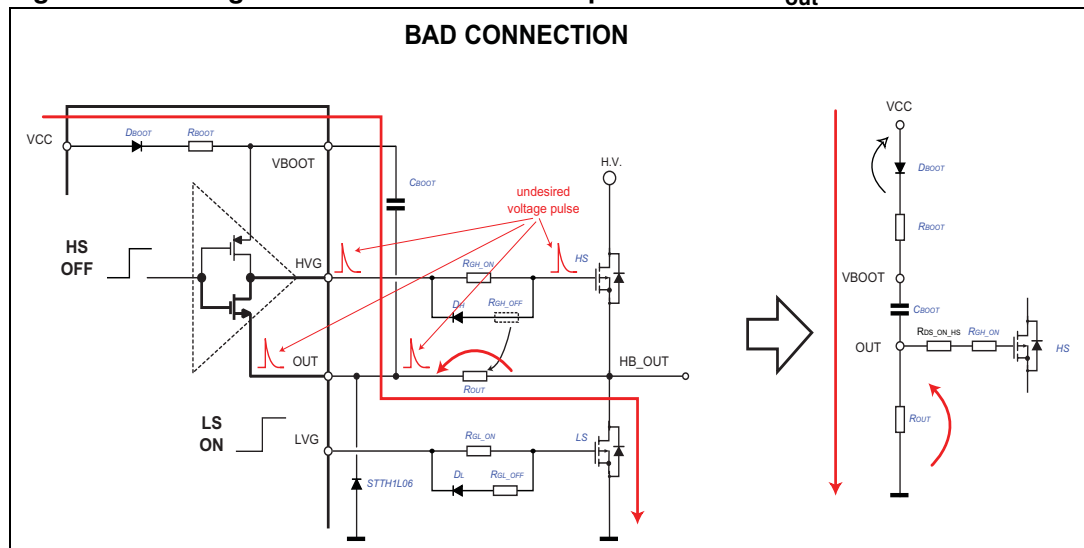 out
BAD CONNECTION
VCC
DBOOT
RBOOT
VBOOT
CBOOT
H.V.
undesired
voltage pulse
HS
OFF
HVG
RGH_ON
HS
DH
RGH_OFF
OUT
HB_OUT
ROUT
LS
ON
LVG
RGL_ON
LS
DL
RGL_OFF
STTH1L06
VCC
DBOOT
RBOOT
VBOOT
CBOOT
OUT
RDS_ON_HS
RGH_ON
HS
ROUT